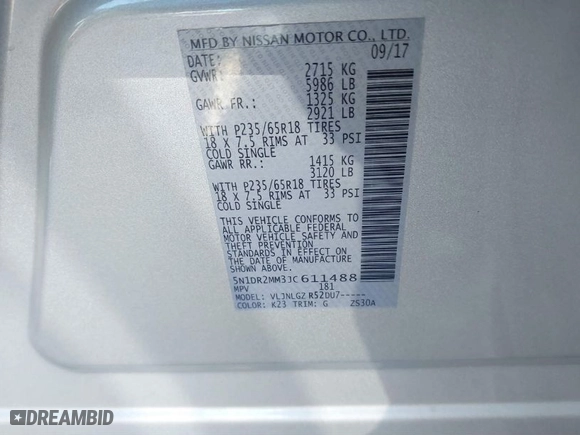 MFD BY NISSAN MOTOR CO., LTD.
DATE: 09/17
GVWR: 2715 KG
5986 LB
GAWR FR.: 1325 KG
2921 LB
WITH P235/65R18 TIRES
18 X 7.5 RIMS AT 33 PSI
COLD SINGLE
GAWR RR.: 1415 KG
3120 LB
WITH P235/65R18 TIRES
18 X 7.5 RIMS AT 33 PSI
COLD SINGLE
THIS VEHICLE CONFORMS TO
ALL APPLICABLE FEDERAL
MOTOR VEHICLE SAFETY AND
THEFT PREVENTION
STANDARDS IN EFFECT ON
THE DATE OF MANUFACTURE
SHOWN ABOVE.
5N1DR2MM3JC611488
MPV 181
MODEL: VLJNLGZ R52DU7-----
COLOR: K23 TRIM: G 2S30A
DREAMBID